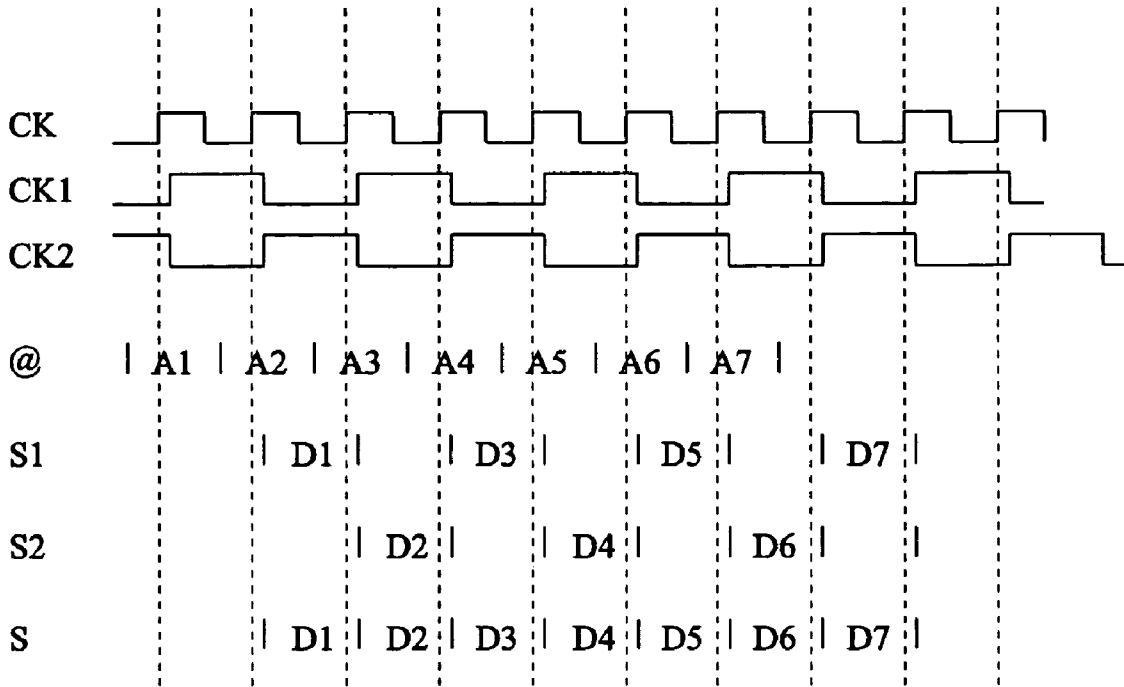 CK
CK1
CK2
@ A1 A2 A3 A4 A5 A6 A7
S1 D1 D3 D5 D7
S2 D2 D4 D6
S D1 D2 D3 D4 D5 D6 D7